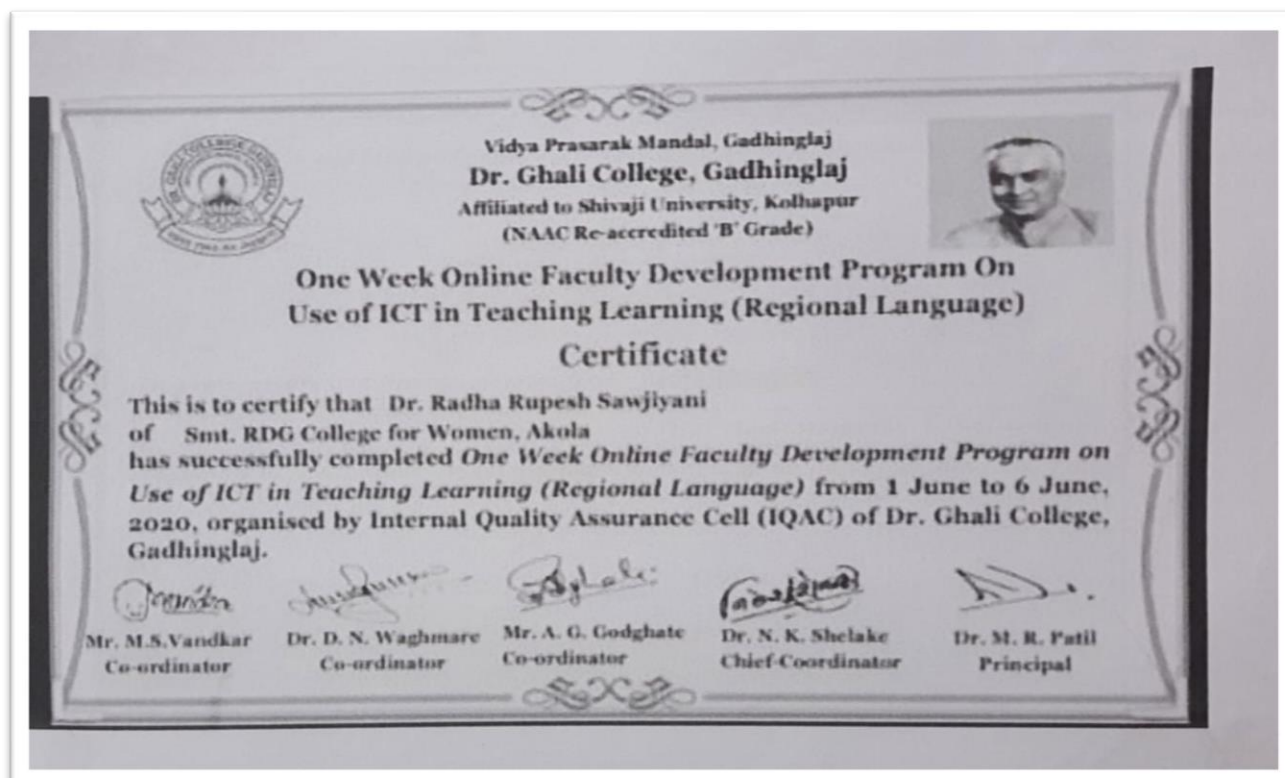 DR. GHALI COLLEGE, GADHINGLAJ
Vidya Prasarak Mandal, Gadhinglaj
Dr. Ghali College, Gadhinglaj
Affiliated to Shivaji University, Kolhapur
(NAAC Re-accredited 'B' Grade)
One Week Online Faculty Development Program On
Use of ICT in Teaching Learning (Regional Language)
Certificate
This is to certify that Dr. Radha Rupesh Sawjiyani
of Smt. RDG College for Women, Akola
has successfully completed One Week Online Faculty Development Program on
Use of ICT in Teaching Learning (Regional Language) from 1 June to 6 June,
2020, organised by Internal Quality Assurance Cell (IQAC) of Dr. Ghali College,
Gadhinglaj.
Mr. M.S.Vandkar Dr. D. N. Waghmare Mr. A. G. Godghate Dr. N. K. Shelake Dr. M. R. Patil
Co-ordinator Co-ordinator Co-ordinator Chief-Coordinator Principal